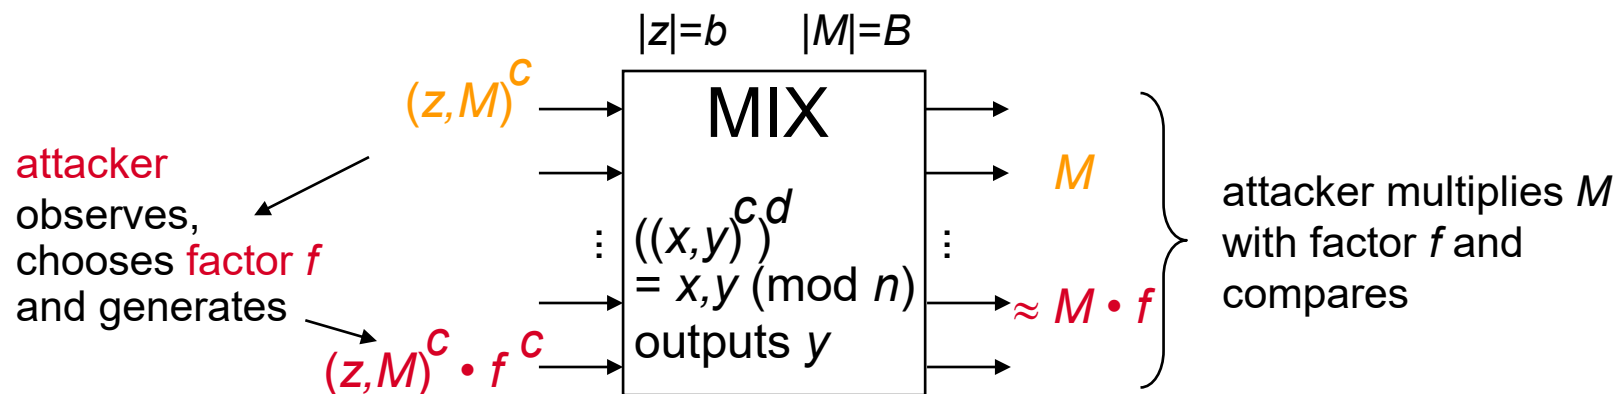 |z|=b |M|=B
(z,M)^c
MIX
attacker
observes,
chooses factor f
and generates
(z,M)^c • f^c
⋮
((x,y)^c)^d
= x,y (mod n)
outputs y
⋮
M
≈ M • f
attacker multiplies M
with factor f and
compares